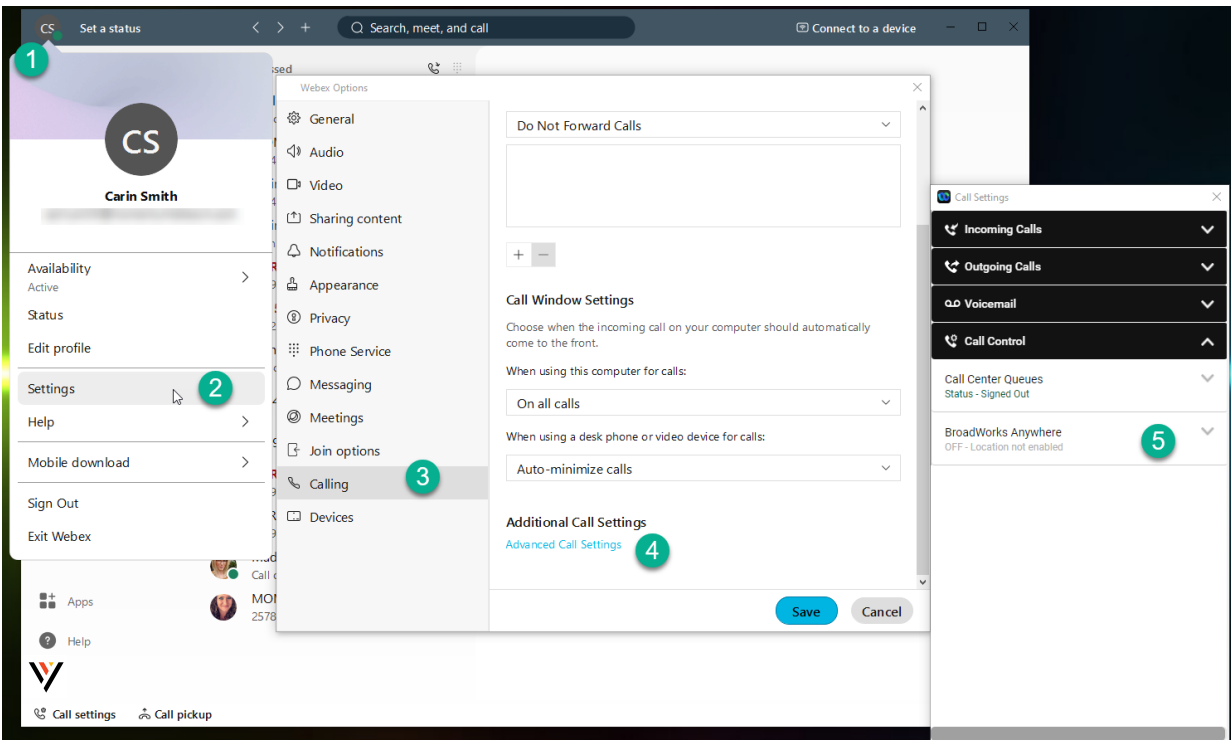 CS
Set a status
Search, meet, and call
Connect to a device
1
CS
Carin Smith
Availability
Active
Status
Edit profile
Settings
2
Help
Mobile download
Sign Out
Exit Webex
Call
MON
2578
Apps
Help
Call settings
Call pickup
Webex Options
General
Audio
Video
Sharing content
Notifications
Appearance
Privacy
Phone Service
Messaging
Meetings
Join options
Calling
3
Devices
Do Not Forward Calls
Call Window Settings
Choose when the incoming call on your computer should automatically
come to the front.
When using this computer for calls:
On all calls
When using a desk phone or video device for calls:
Auto-minimize calls
Additional Call Settings
Advanced Call Settings
4
Save
Cancel
Call Settings
Incoming Calls
Outgoing Calls
Voicemail
Call Control
Call Center Queues
Status - Signed Out
BroadWorks Anywhere
OFF - Location not enabled
5